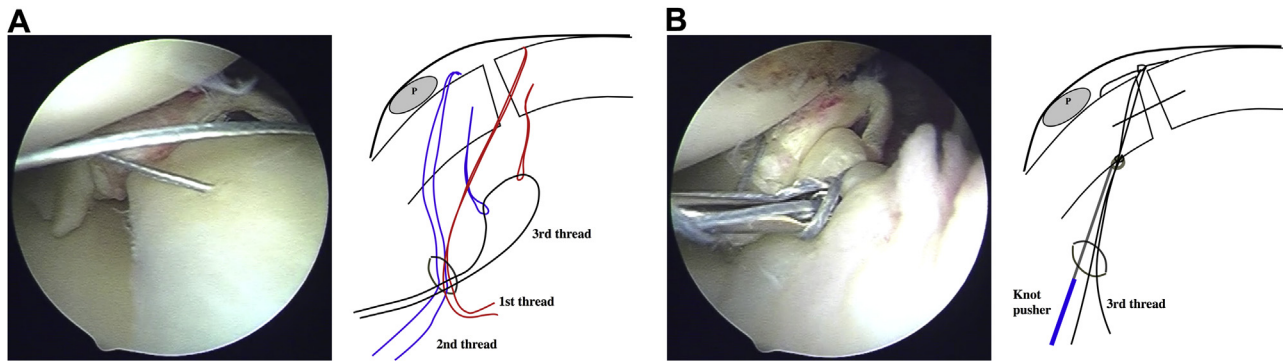 A
P
3rd thread
1st thread
2nd thread
B
P
Knot
pusher
3rd thread